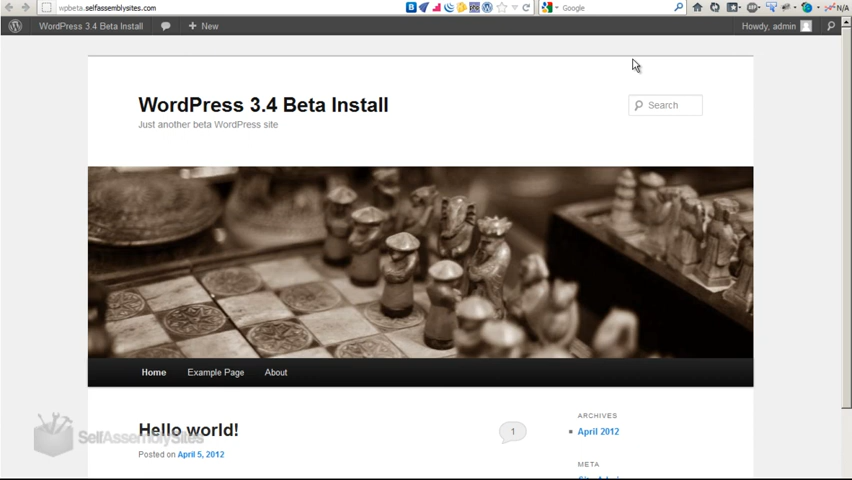 wpbeta.selfassemblysites.com
Google
N/A
WordPress 3.4 Beta Install
New
Howdy, admin
WordPress 3.4 Beta Install
Just another beta WordPress site
Search
Home
Example Page
About
Hello world!
1
Posted on April 5, 2012
ARCHIVES
April 2012
META
Site Admin
SelfAssemblySites